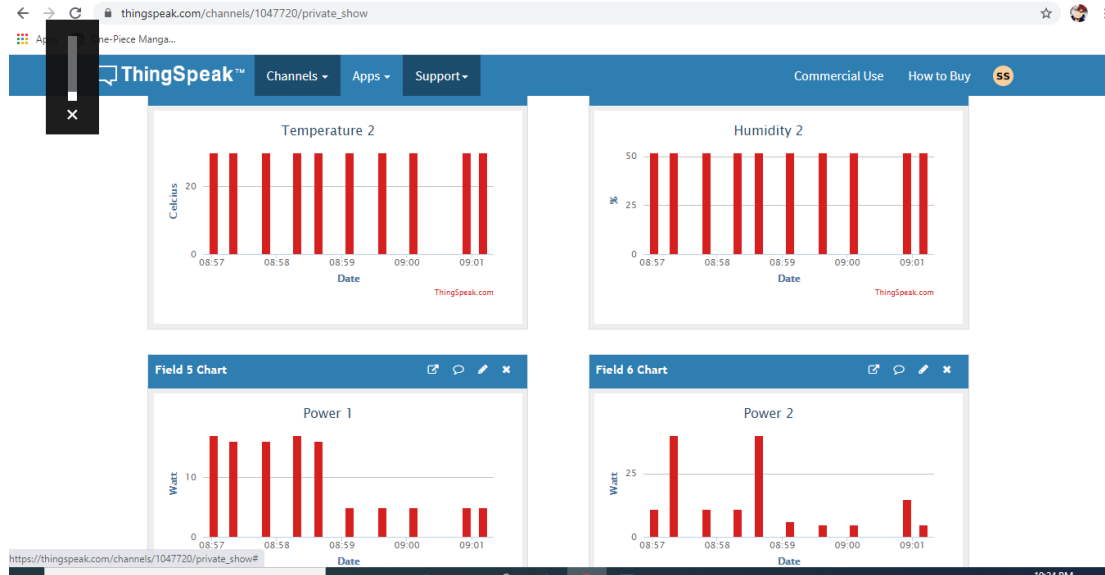 thingspeak.com/channels/1047720/private_show
One-Piece Manga...
ThingSpeak™ Channels Apps Support Commercial Use How to Buy SS
Temperature 2
Celcius
20
0
08:57 08:58 08:59 09:00 09:01
Date
ThingSpeak.com
Humidity 2
%
50
25
0
08:57 08:58 08:59 09:00 09:01
Date
ThingSpeak.com
Field 5 Chart
Power 1
Watt
10
0
08:57 08:58 08:59 09:00 09:01
Date
Field 6 Chart
Power 2
Watt
25
0
08:57 08:58 08:59 09:00 09:01
Date
https://thingspeak.com/channels/1047720/private_show#